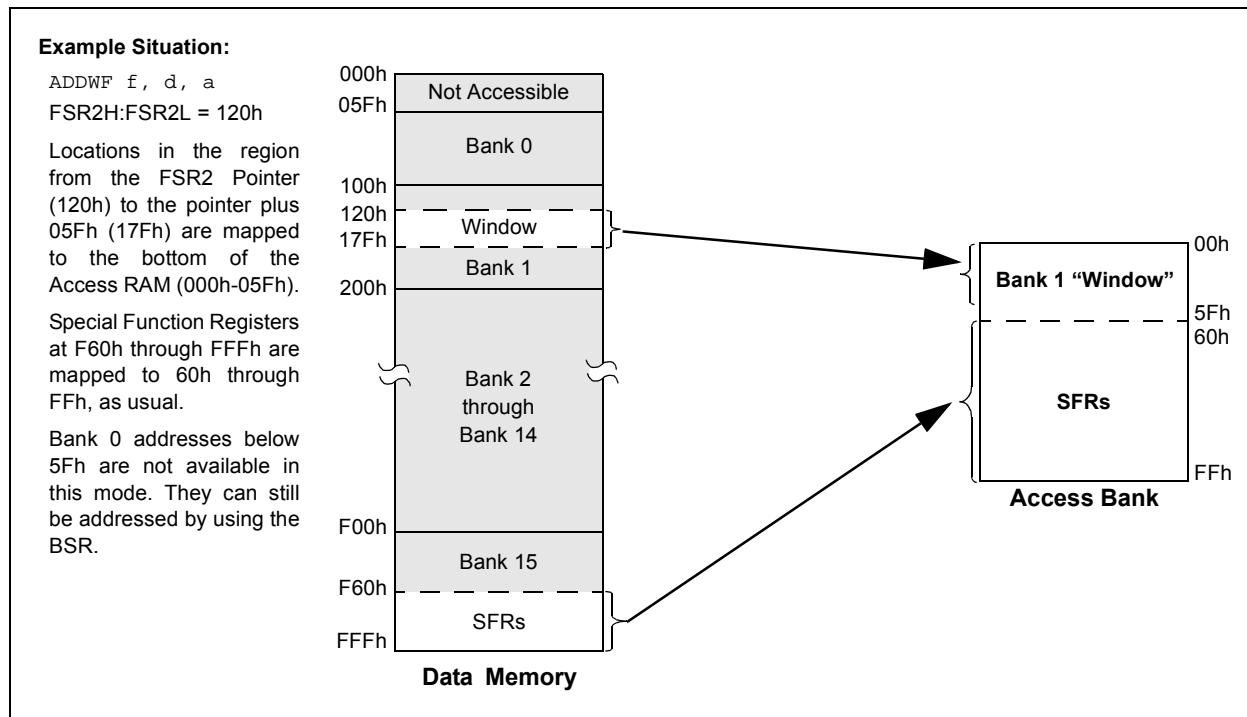 Example Situation:
ADDWF f, d, a
FSR2H:FSR2L = 120h
Locations in the region
from the FSR2 Pointer
(120h) to the pointer plus
05Fh (17Fh) are mapped
to the bottom of the
Access RAM (000h-05Fh).
Special Function Registers
at F60h through FFFh are
mapped to 60h through
FFh, as usual.
Bank 0 addresses below
5Fh are not available in
this mode. They can still
be addressed by using the
BSR.
000h
Not Accessible
05Fh
Bank 0
100h
120h
Window
17Fh
Bank 1
200h
Bank 2
through
Bank 14
F00h
Bank 15
F60h
SFRs
FFFh
Data Memory
00h
Bank 1 “Window”
5Fh
60h
SFRs
FFh
Access Bank